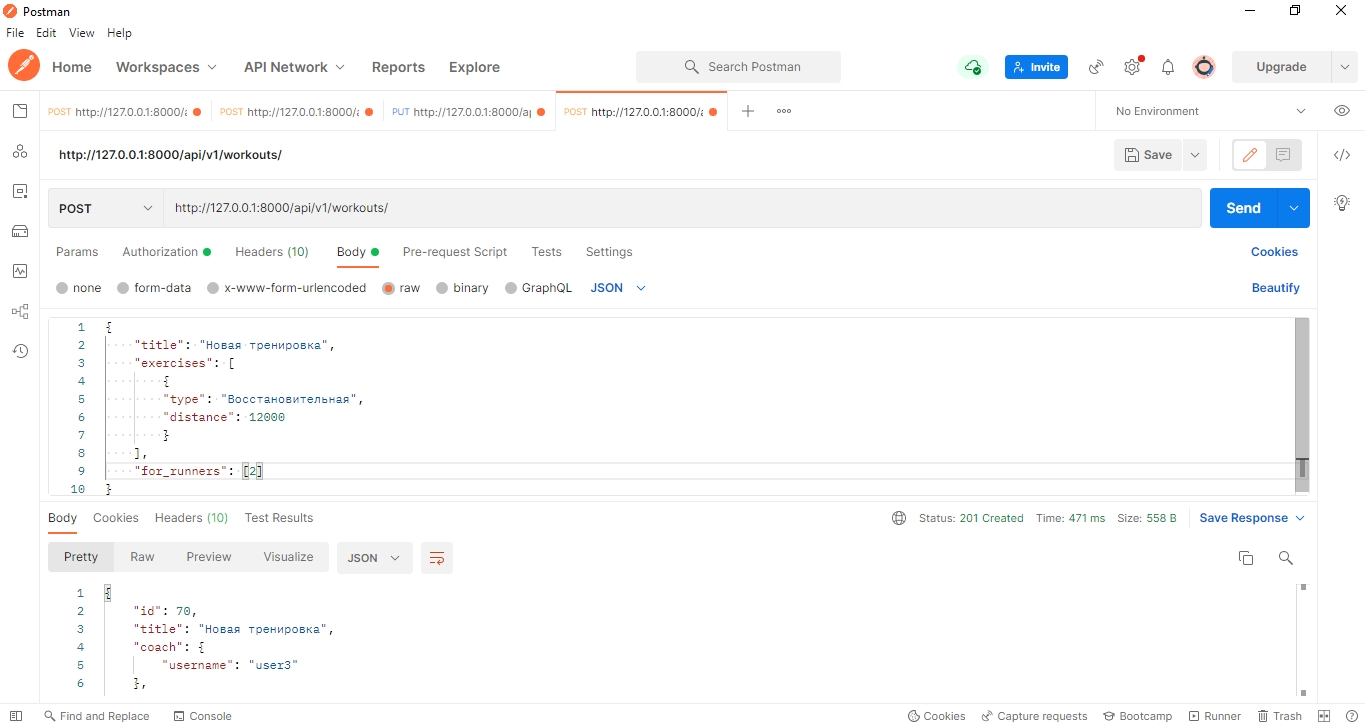 Postman
File Edit View Help
Home Workspaces API Network Reports Explore Search Postman Invite Upgrade
POST http://127.0.0.1:8000/a POST http://127.0.0.1:8000/a PUT http://127.0.0.1:8000/a POST http://127.0.0.1:8000/a No Environment
http://127.0.0.1:8000/api/v1/workouts/ Save
POST http://127.0.0.1:8000/api/v1/workouts/ Send
Params Authorization Headers (10) Body Pre-request Script Tests Settings Cookies
none form-data x-www-form-urlencoded raw binary GraphQL JSON Beautify
1 {
2 "title": "Новая тренировка",
3 "exercises": [
4 {
5 "type": "Восстановительная",
6 "distance": 12000
7 }
8 ],
9 "for_runners": [2]
10 }
Body Cookies Headers (10) Test Results Status: 201 Created Time: 471 ms Size: 558 B Save Response
Pretty Raw Preview Visualize JSON
1 {
2 "id": 70,
3 "title": "Новая тренировка",
4 "coach": {
5 "username": "user3"
6 },
Find and Replace Console Cookies Capture requests Bootcamp Runner Trash